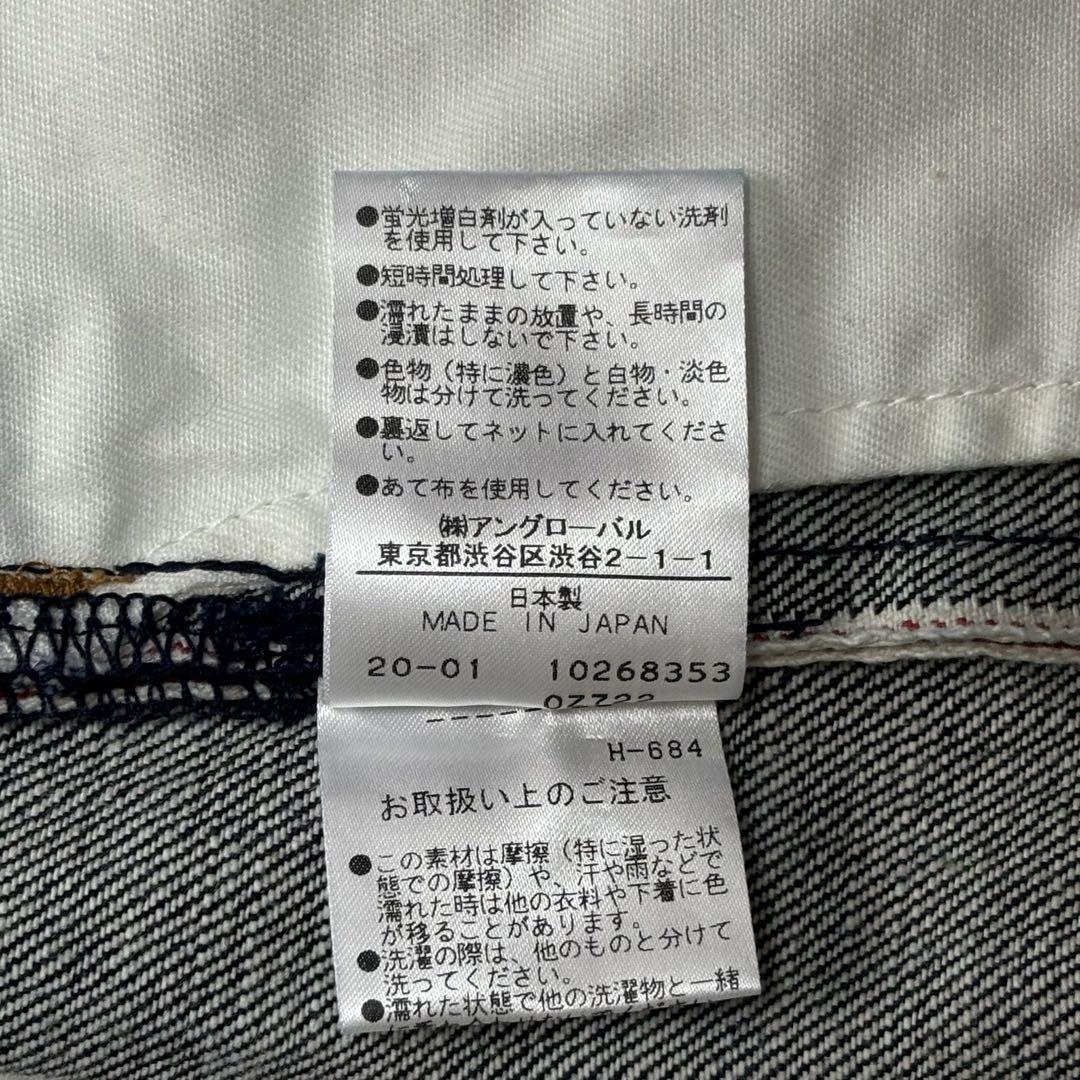 ●蛍光増白剤が入っていない洗剤
を使用して下さい。
●短時間処理して下さい。
●濡れたままの放置や、長時間の
浸漬はしないで下さい。
●色物（特に濃色）と白物・淡色
物は分けて洗ってください。
●裏返してネットに入れてくださ
い。
●あて布を使用してください。
㈱アングローバル
東京都渋谷区渋谷2-1-1
日本製
MADE IN JAPAN
20-01 10268353
H-684
お取扱い上のご注意
●この素材は摩擦（特に湿った状
態での摩擦）や、汗や雨などで
濡れた時は他の衣料や下着に色
が移ることがあります。
●洗濯の際は、他のものと分けて
洗ってください。
●濡れた状態で他の洗濯物と一緒